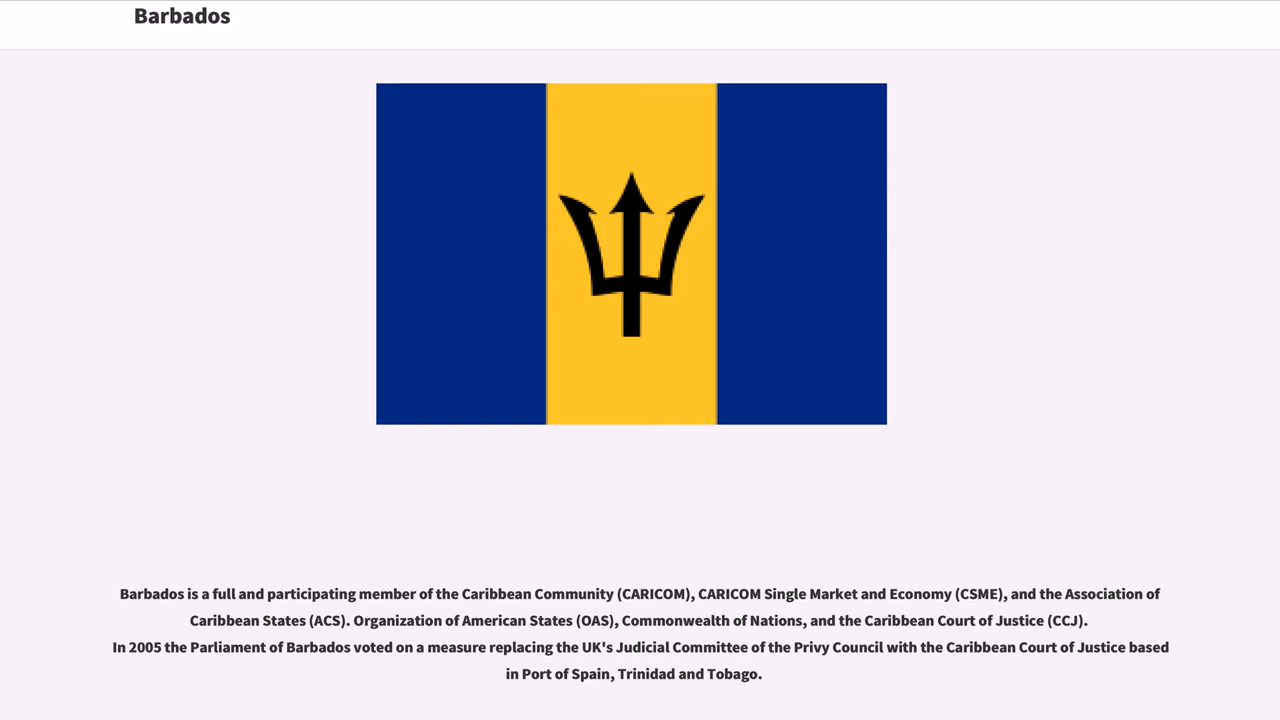 Barbados
Barbados is a full and participating member of the Caribbean Community (CARICOM), CARICOM Single Market and Economy (CSME), and the Association of
Caribbean States (ACS). Organization of American States (OAS), Commonwealth of Nations, and the Caribbean Court of Justice (CCJ).
In 2005 the Parliament of Barbados voted on a measure replacing the UK's Judicial Committee of the Privy Council with the Caribbean Court of Justice based
in Port of Spain, Trinidad and Tobago.